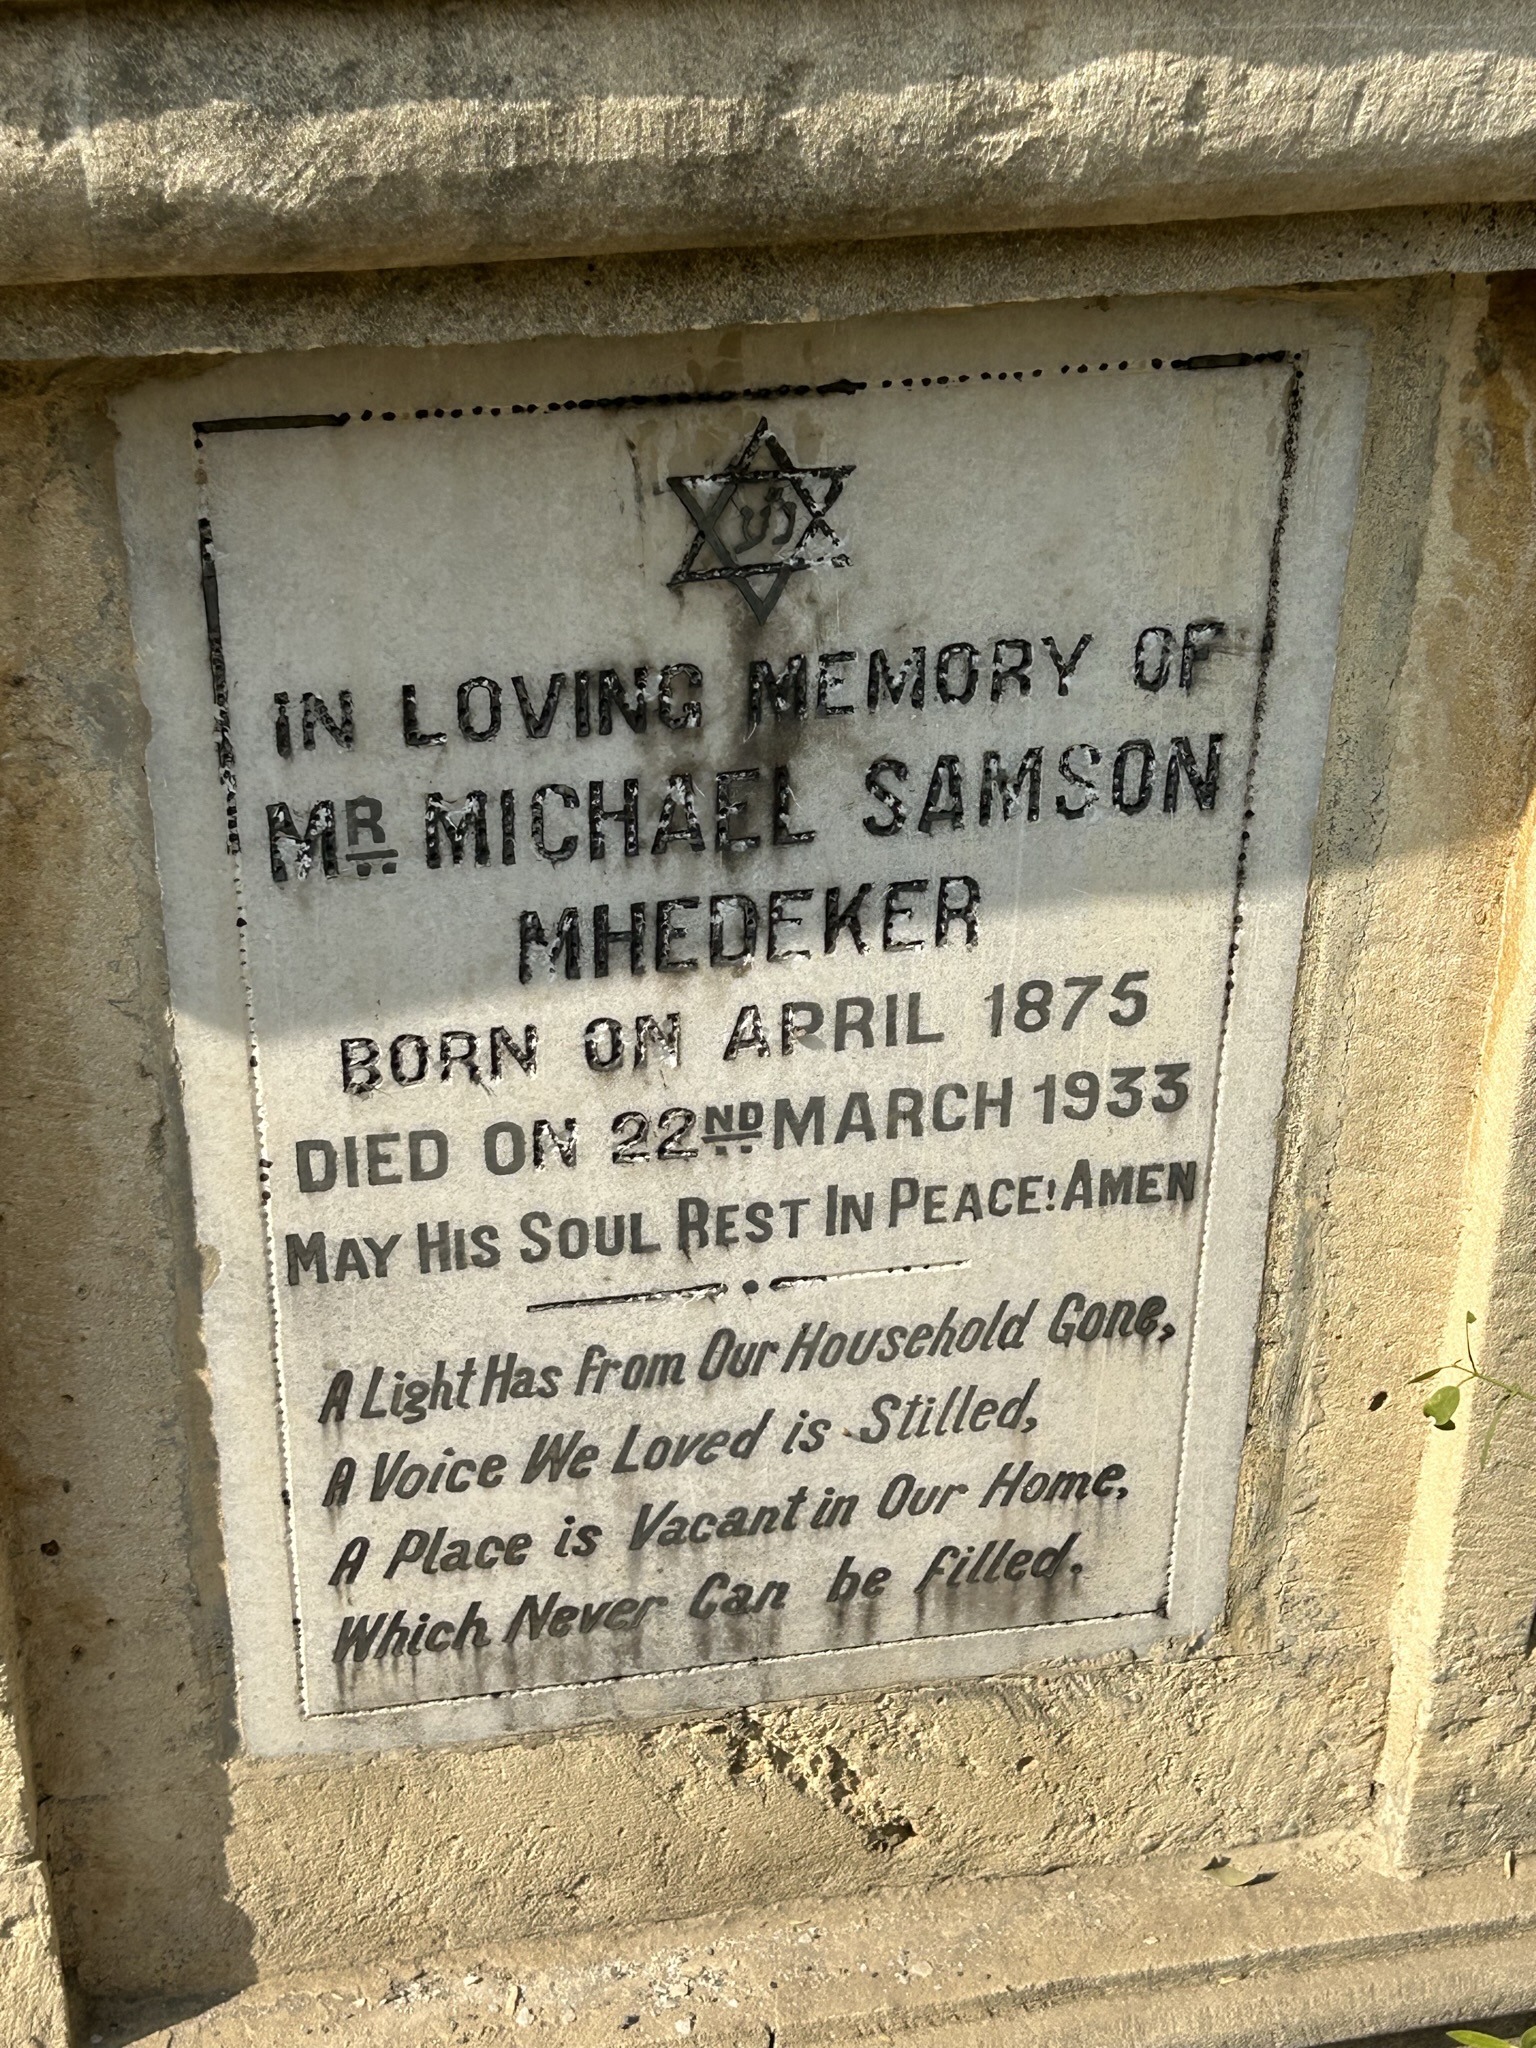 נ״ע
IN LOVING MEMORY OF
MR. MICHAEL SAMSON
MHEDEKER
BORN ON APRIL 1875
DIED ON 22ND MARCH 1933
MAY HIS SOUL REST IN PEACE! AMEN
A Light Has from Our Household Gone,
A Voice We Loved is Stilled,
A Place is Vacant in Our Home,
Which Never Can be filled.